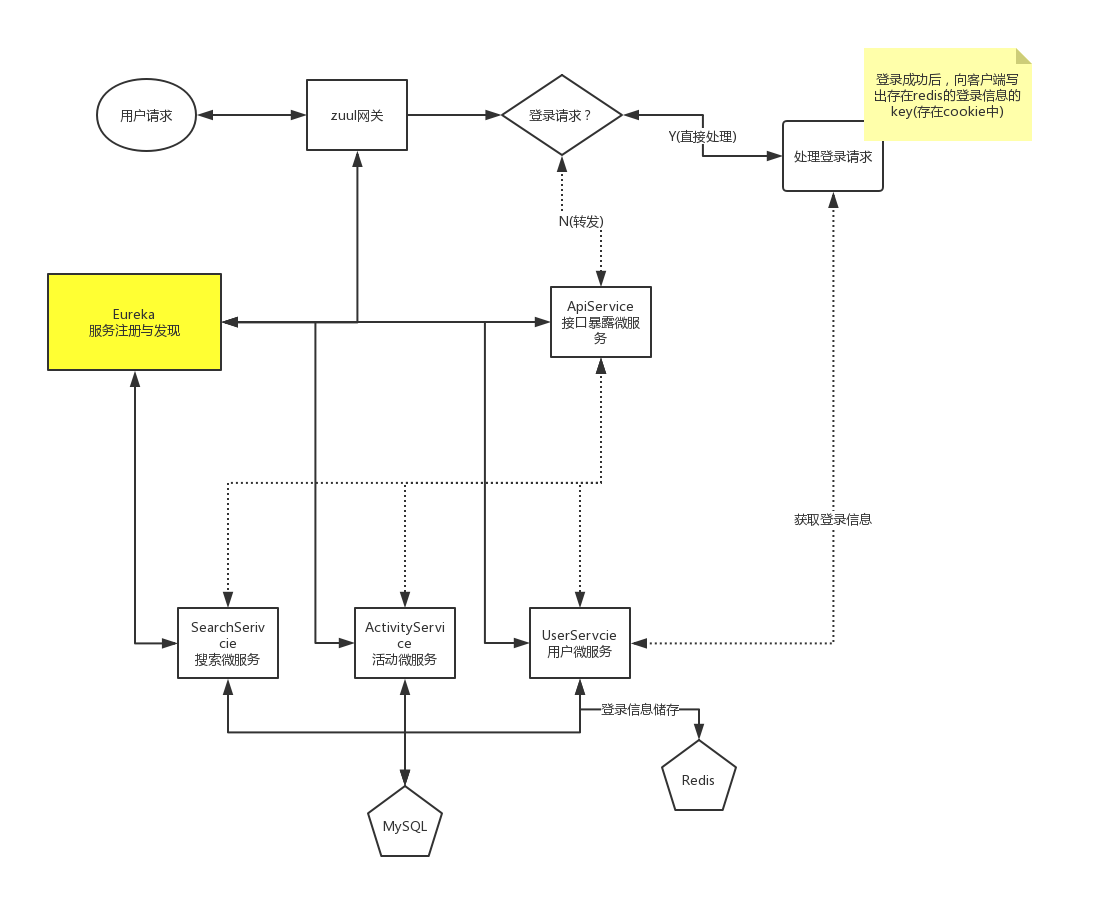 用户请求
zuul网关
登录请求？
Y(直接处理)
登录成功后，向客户端写
出存在redis的登录信息的
key(存在cookie中)
处理登录请求
N(转发)
Eureka
服务注册与发现
ApiService
接口暴露微服
务
获取登录信息
SearchSeriv
cie
搜索微服务
ActivityServi
ce
活动微服务
UserServcie
用户微服务
登录信息储存
Redis
MySQL